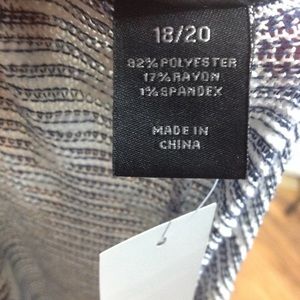 18/20
82% POLYESTER
17% RAYON
1% SPANDEX
MADE IN
CHINA